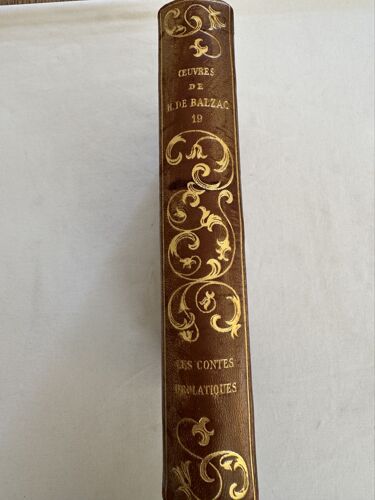 ŒUVRES
DE
H. DE BALZAC
19
LES CONTES
DROLATIQUES